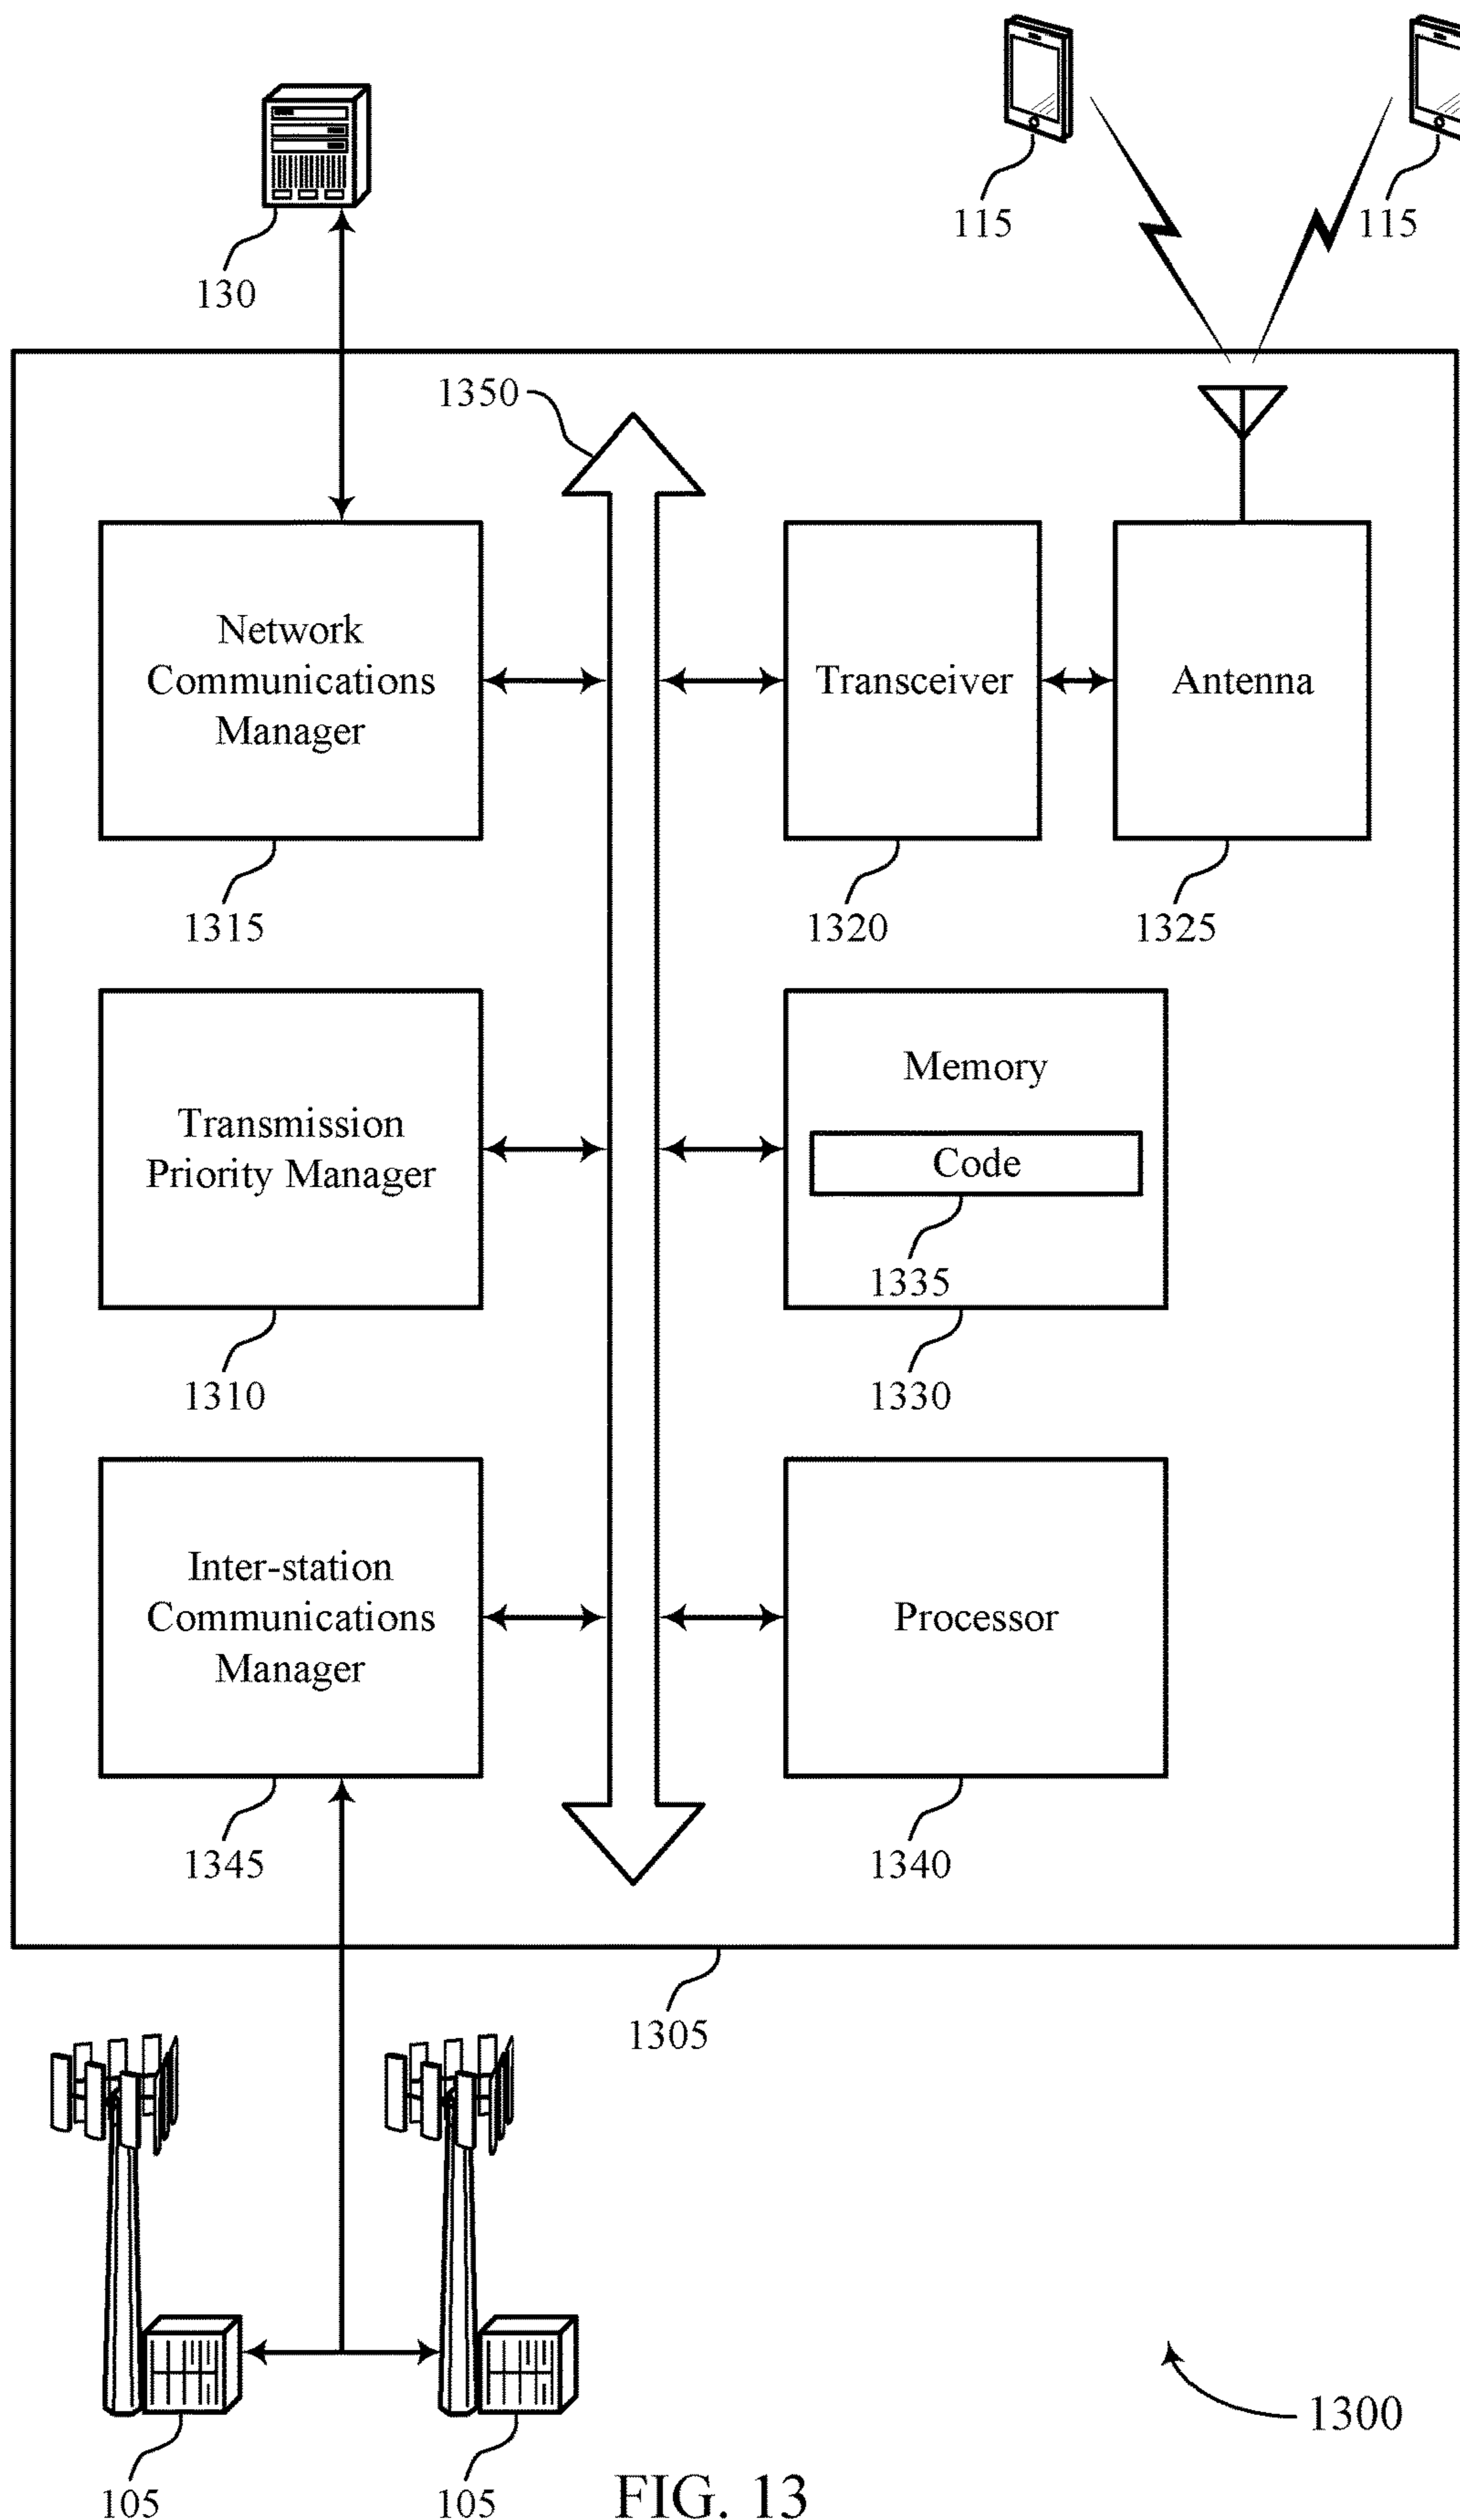 115
115
130
1350
Network
Communications
Manager
Transceiver
Antenna
1315
1320
1325
Transmission
Priority Manager
Memory
Code
1335
1310
1330
Inter-station
Communications
Manager
Processor
1345
1340
1305
1300
105
105
FIG. 13